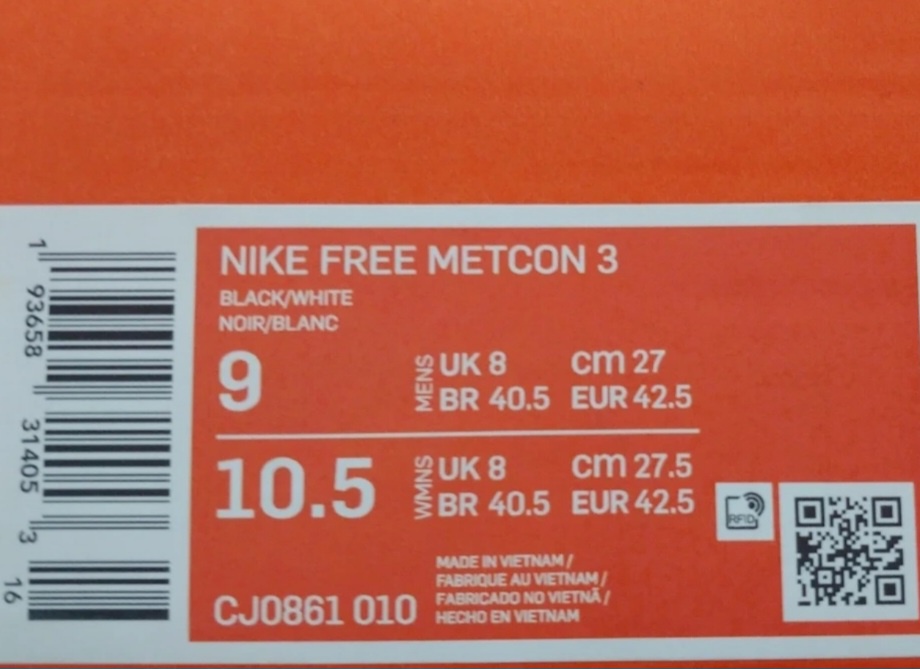 NIKE FREE METCON 3
BLACK/WHITE
NOIR/BLANC
9
MENS
UK 8 cm 27
BR 40.5 EUR 42.5
10.5
WMNS
UK 8 cm 27.5
BR 40.5 EUR 42.5
RFID
CJ0861 010
MADE IN VIETNAM /
FABRIQUE AU VIETNAM /
FABRICADO NO VIETNÃ /
HECHO EN VIETNAM
1 93658 31405 3 16